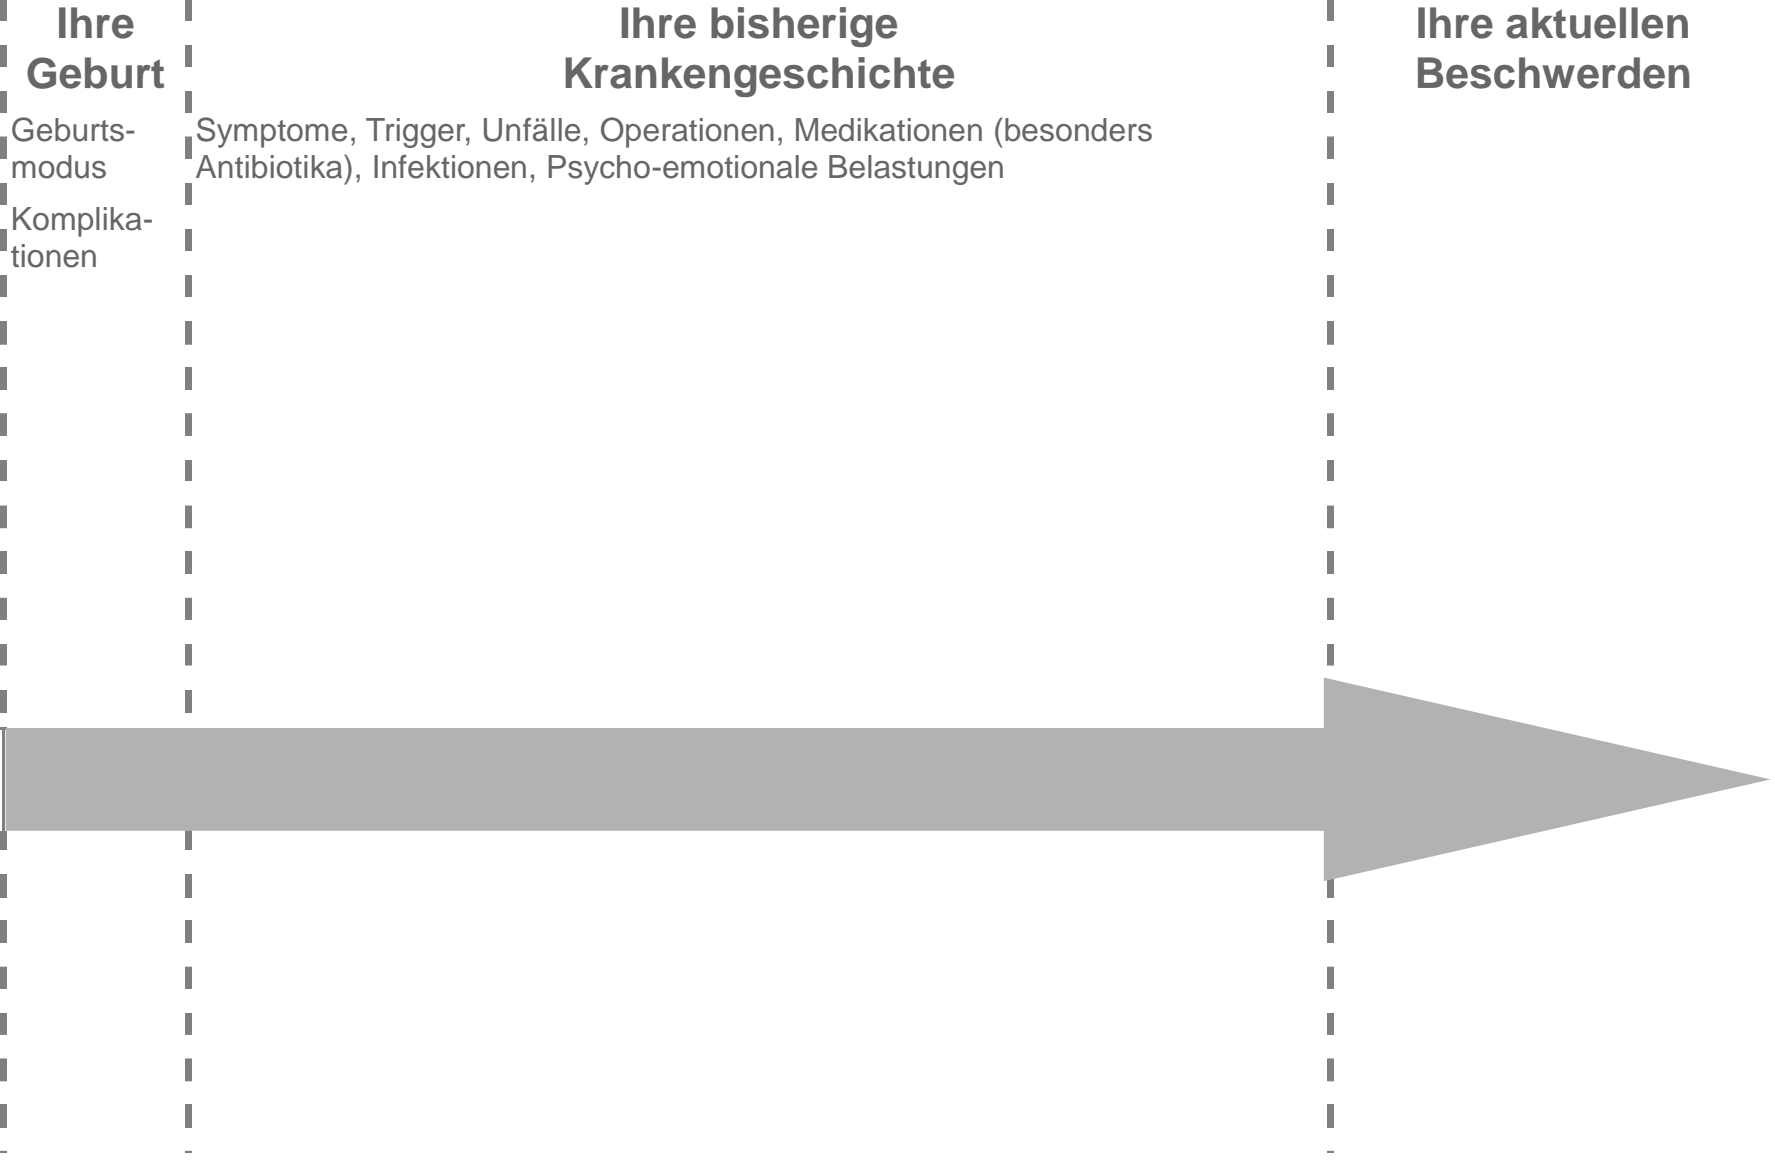 Ihre
Geburt
Geburts-
modus
Komplika-
tionen
Ihre bisherige
Krankengeschichte
Symptome, Trigger, Unfälle, Operationen, Medikationen (besonders
Antibiotika), Infektionen, Psycho-emotionale Belastungen
Ihre aktuellen
Beschwerden